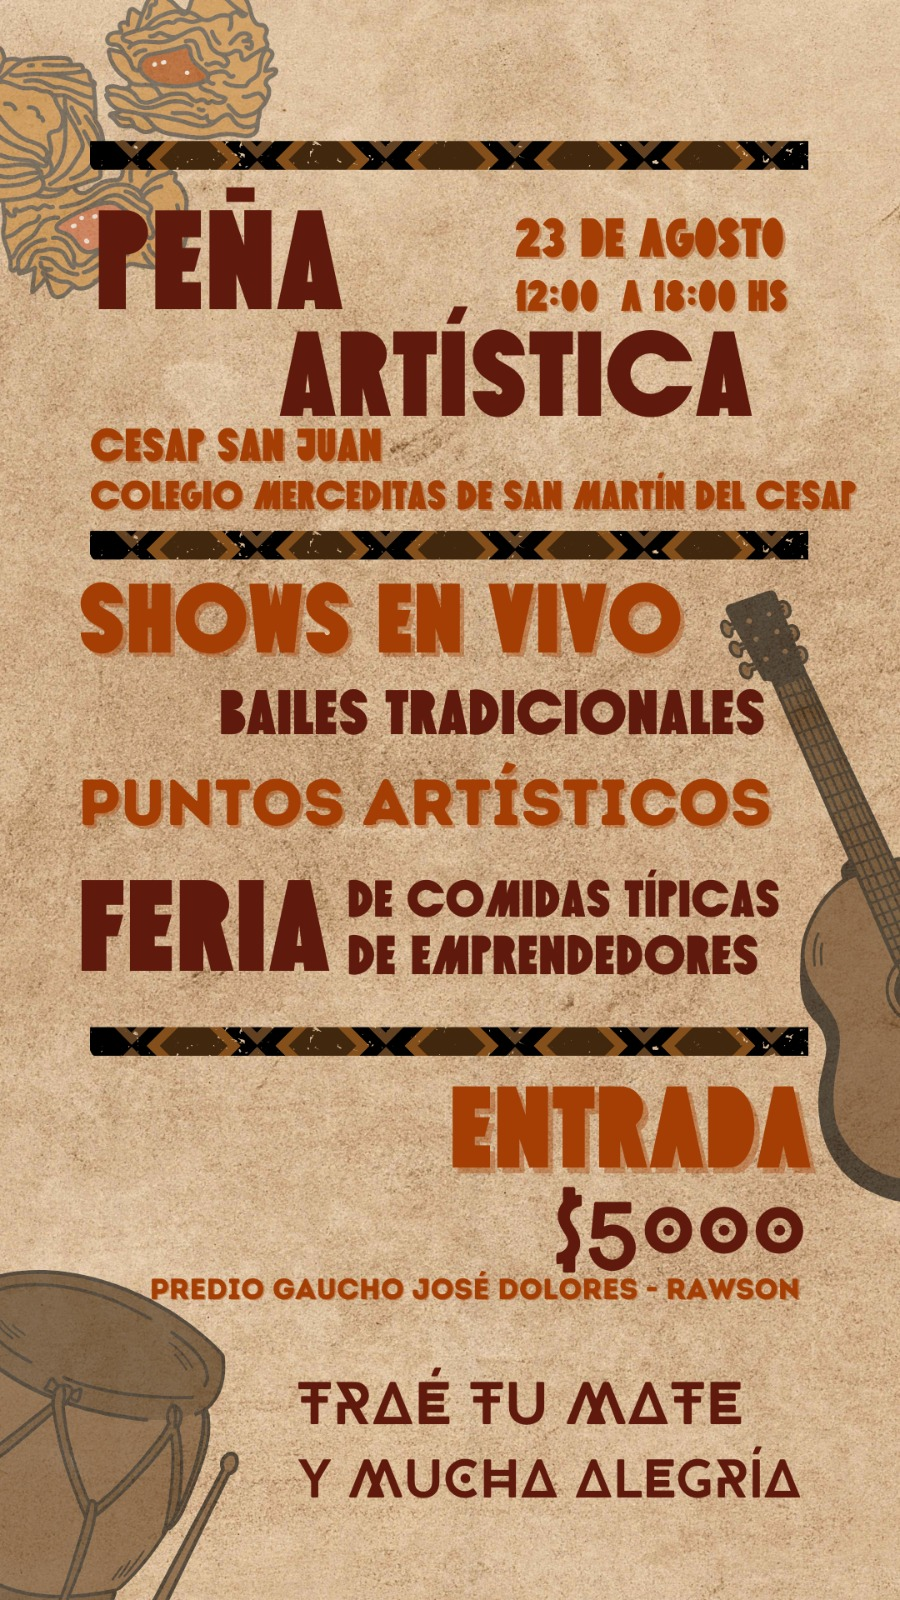 PEÑA
ARTÍSTICA
23 DE AGOSTO
12:00 A 18:00 HS
CESAP SAN JUAN
COLEGIO MERCEDITAS DE SAN MARTÍN DEL CESAP
SHOWS EN VIVO
BAILES TRADICIONALES
PUNTOS ARTÍSTICOS
FERIA DE COMIDAS TÍPICAS
DE EMPRENDEDORES
ENTRADA
$5000
PREDIO GAUCHO JOSÉ DOLORES - RAWSON
TRAÉ TU MATE
Y MUCHA ALEGRÍA